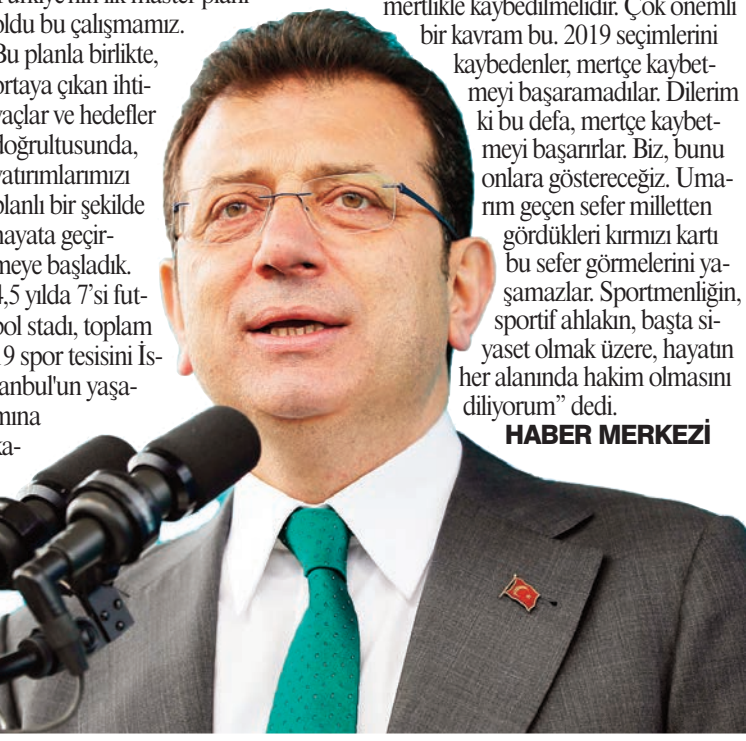 Türkiye'nin ilk master planı
oldu bu çalışmamız.
Bu planla birlikte,
ortaya çıkan ihti-
yaçlar ve hedefler
doğrultusunda,
yatırımlarımızı
planlı bir şekilde
hayata geçir-
meye başladık.
4,5 yılda 7’si fut-
bol stadı, toplam
19 spor tesisini İs-
tanbul'un yaşa-
mına
ka-
mertlikle kaybedilmelidir. Çok önemli
bir kavram bu. 2019 seçimlerini
kaybedenler, mertçe kaybet-
meyi başaramadılar. Dilerim
ki bu defa, mertçe kaybet-
meyi başarırlar. Biz, bunu
onlara göstereceğiz. Uma-
rım geçen sefer milletten
gördükleri kırmızı kartı
bu sefer görmelerini ya-
şamazlar. Sportmenliğin,
sportif ahlakın, başta si-
yaset olmak üzere, hayatın
her alanında hakim olmasını
diliyorum” dedi.
HABER MERKEZİ